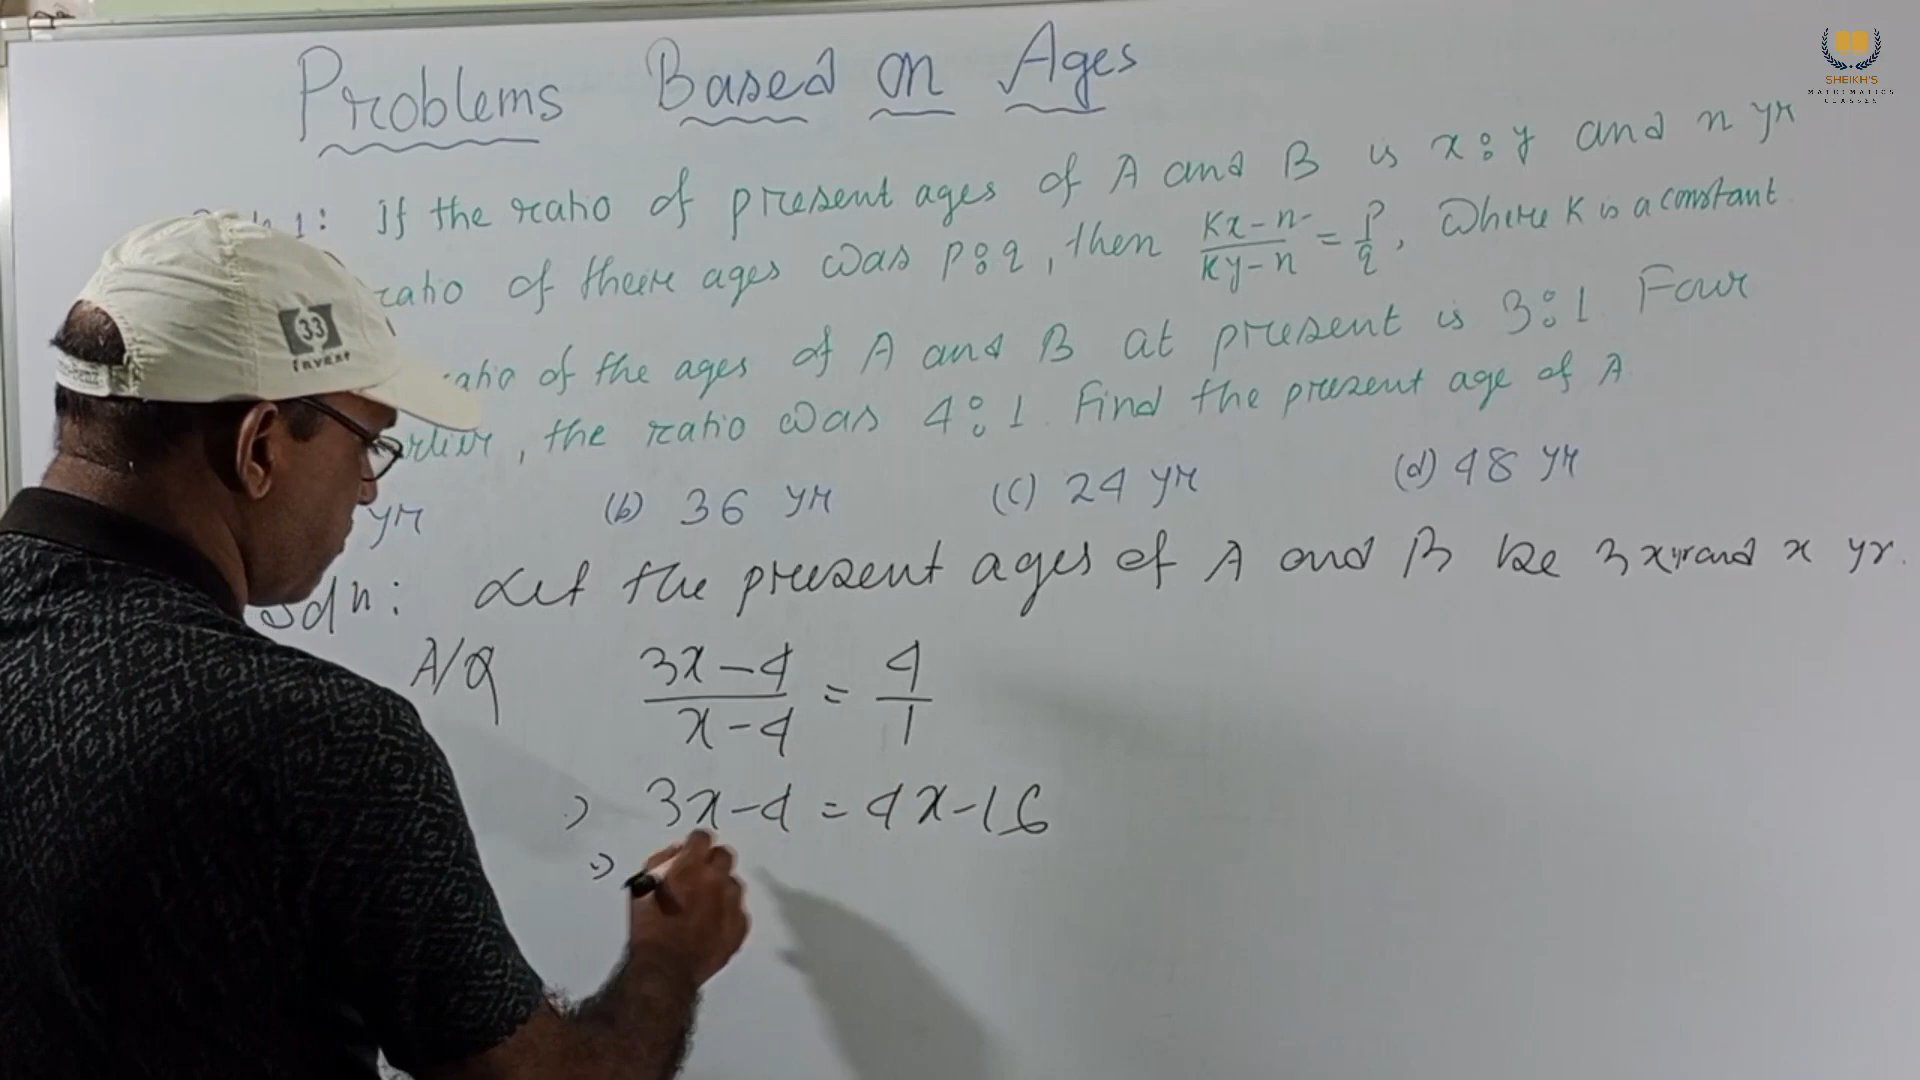 SHEIKH'S
MATHEMATICS
CLASSES
Problems Based on Ages
1: If the ratio of present ages of A and B is x:y and n yr
ratio of their ages was p:q, then Kx-n/Ky-n = P/q, Where K is a constant
ratio of the ages of A and B at present is 3:1 Four
earlier, the ratio was 4:1. Find the present age of A
yr (b) 36 yr (c) 24 yr (d) 48 yr
Soln: Let the present ages of A and B be 3x yr and x yr.
A/Q 3x-4/x-4 = 4/1
⇒ 3x-4 = 4x-16
⇒
33
invent